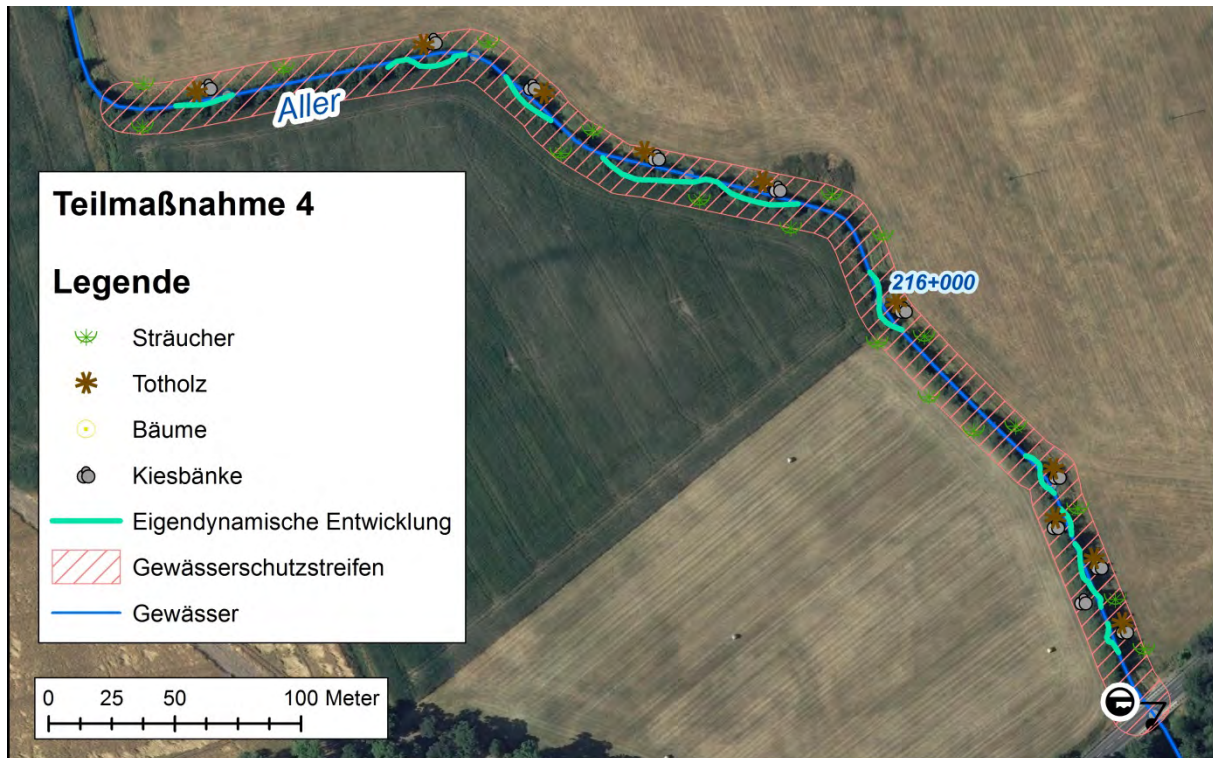 Aller
216+000
Teilmaßnahme 4
Legende
Sträucher
Totholz
Bäume
Kiesbänke
Eigendynamische Entwicklung
Gewässerschutzstreifen
Gewässer
0 25 50 100 Meter